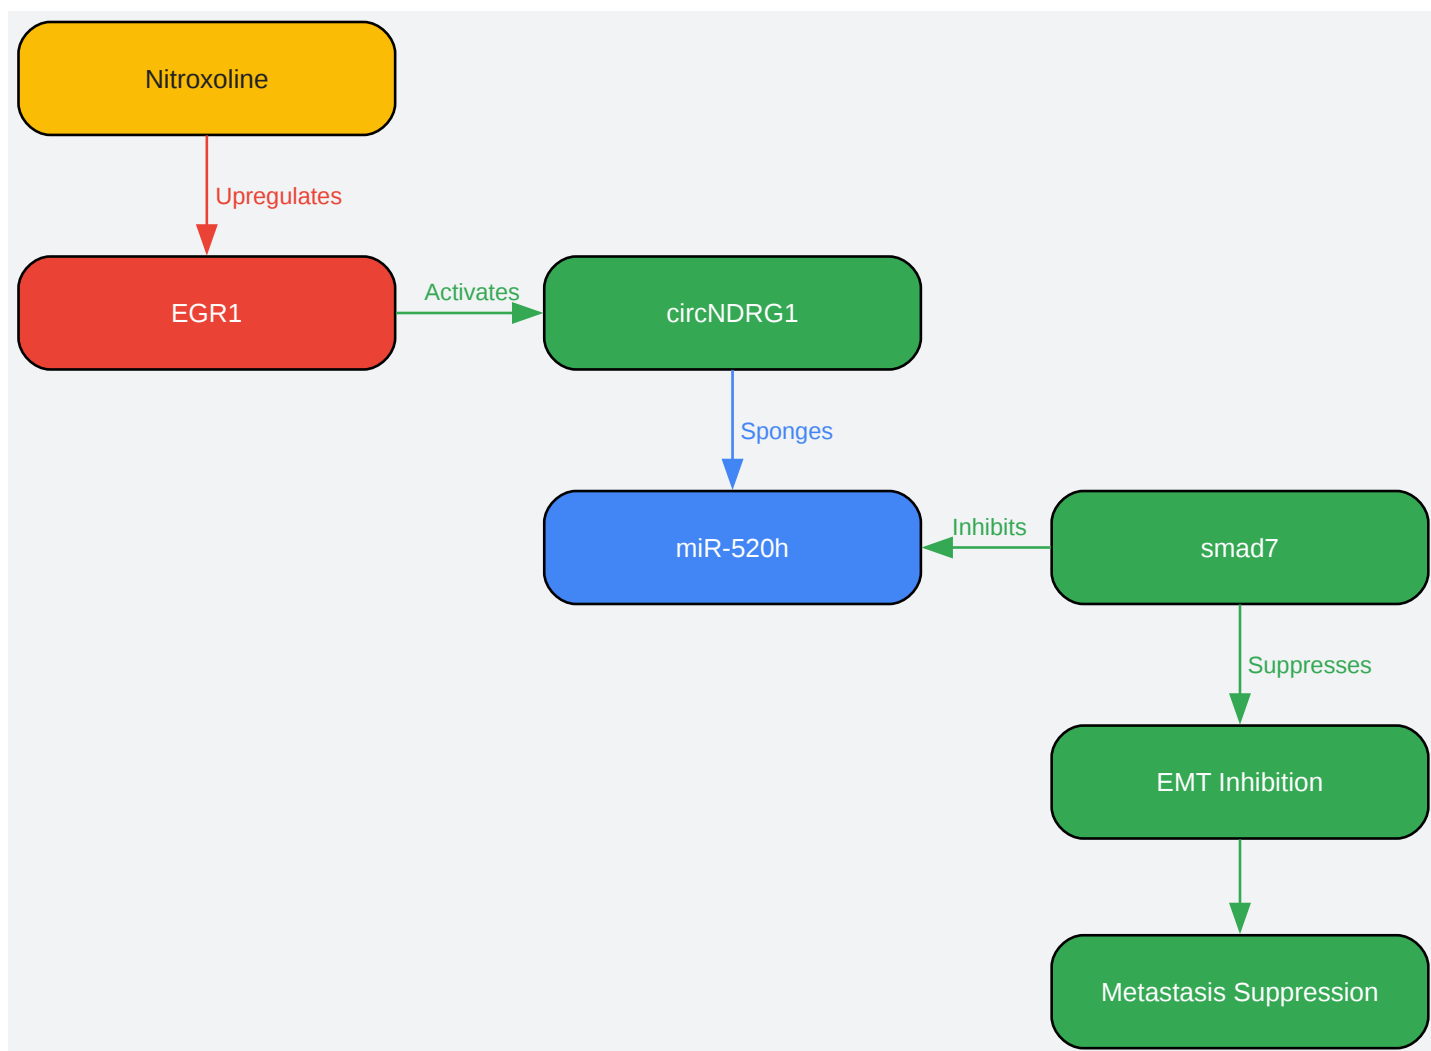 Nitroxoline
Upregulates
EGR1
Activates
circNDRG1
Sponges
miR-520h
Inhibits
smad7
Suppresses
EMT Inhibition
Metastasis Suppression